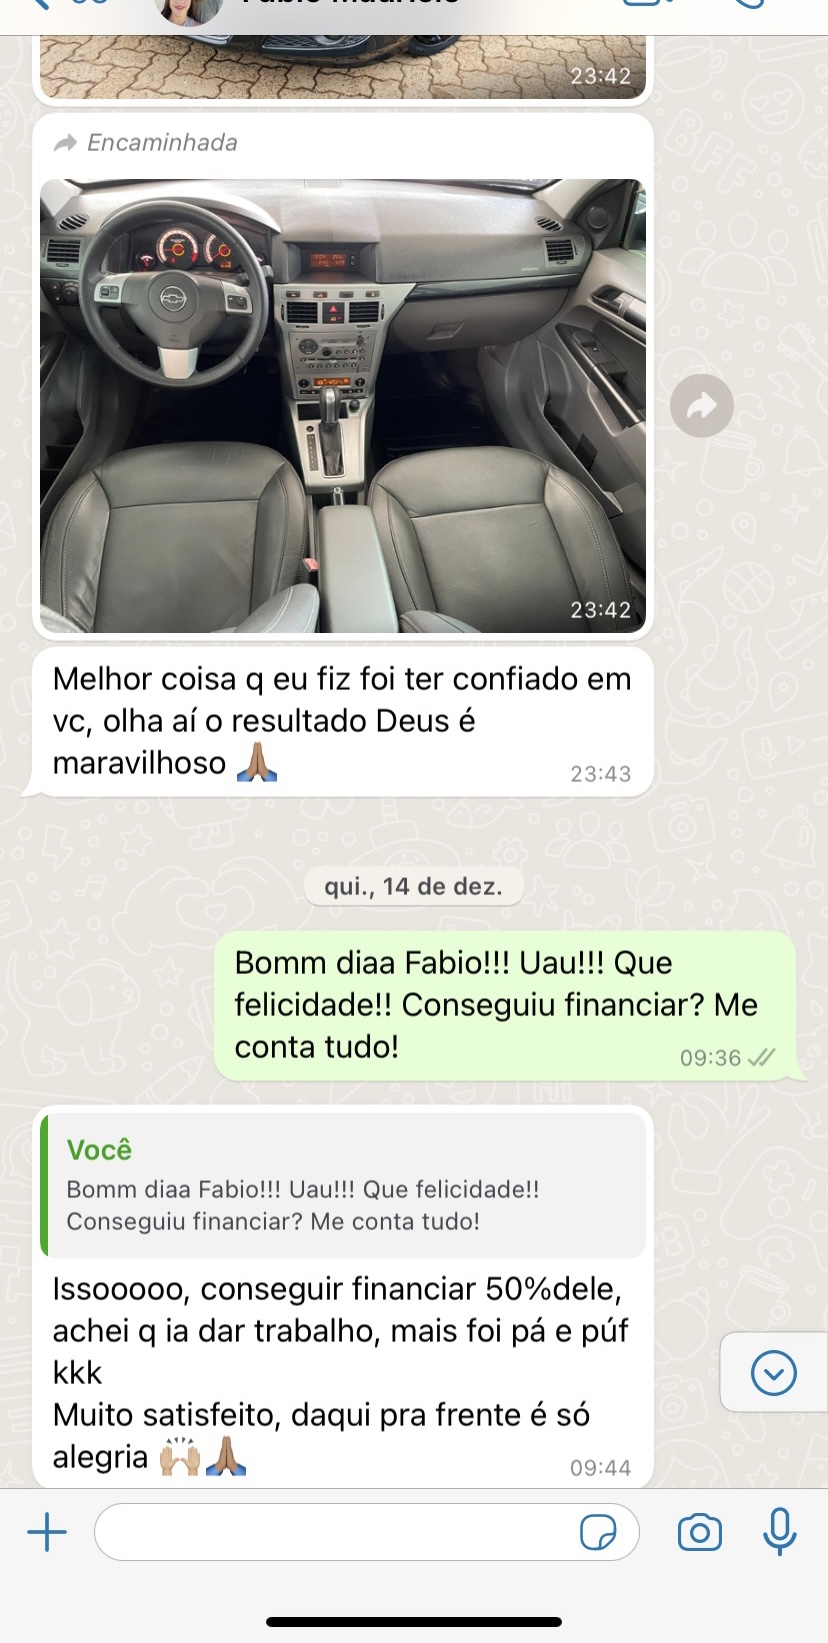 23:42
Encaminhada
23:42
Melhor coisa q eu fiz foi ter confiado em
vc, olha aí o resultado Deus é
maravilhoso 🙏🏽
23:43
qui., 14 de dez.
Bomm diaa Fabio!!! Uau!!! Que
felicidade!! Conseguiu financiar? Me
conta tudo!
09:36
Você
Bomm diaa Fabio!!! Uau!!! Que felicidade!!
Conseguiu financiar? Me conta tudo!
Issooooo, conseguir financiar 50%dele,
achei q ia dar trabalho, mais foi pá e púf
kkk
Muito satisfeito, daqui pra frente é só
alegria 🙌🏼🙏🏽
09:44